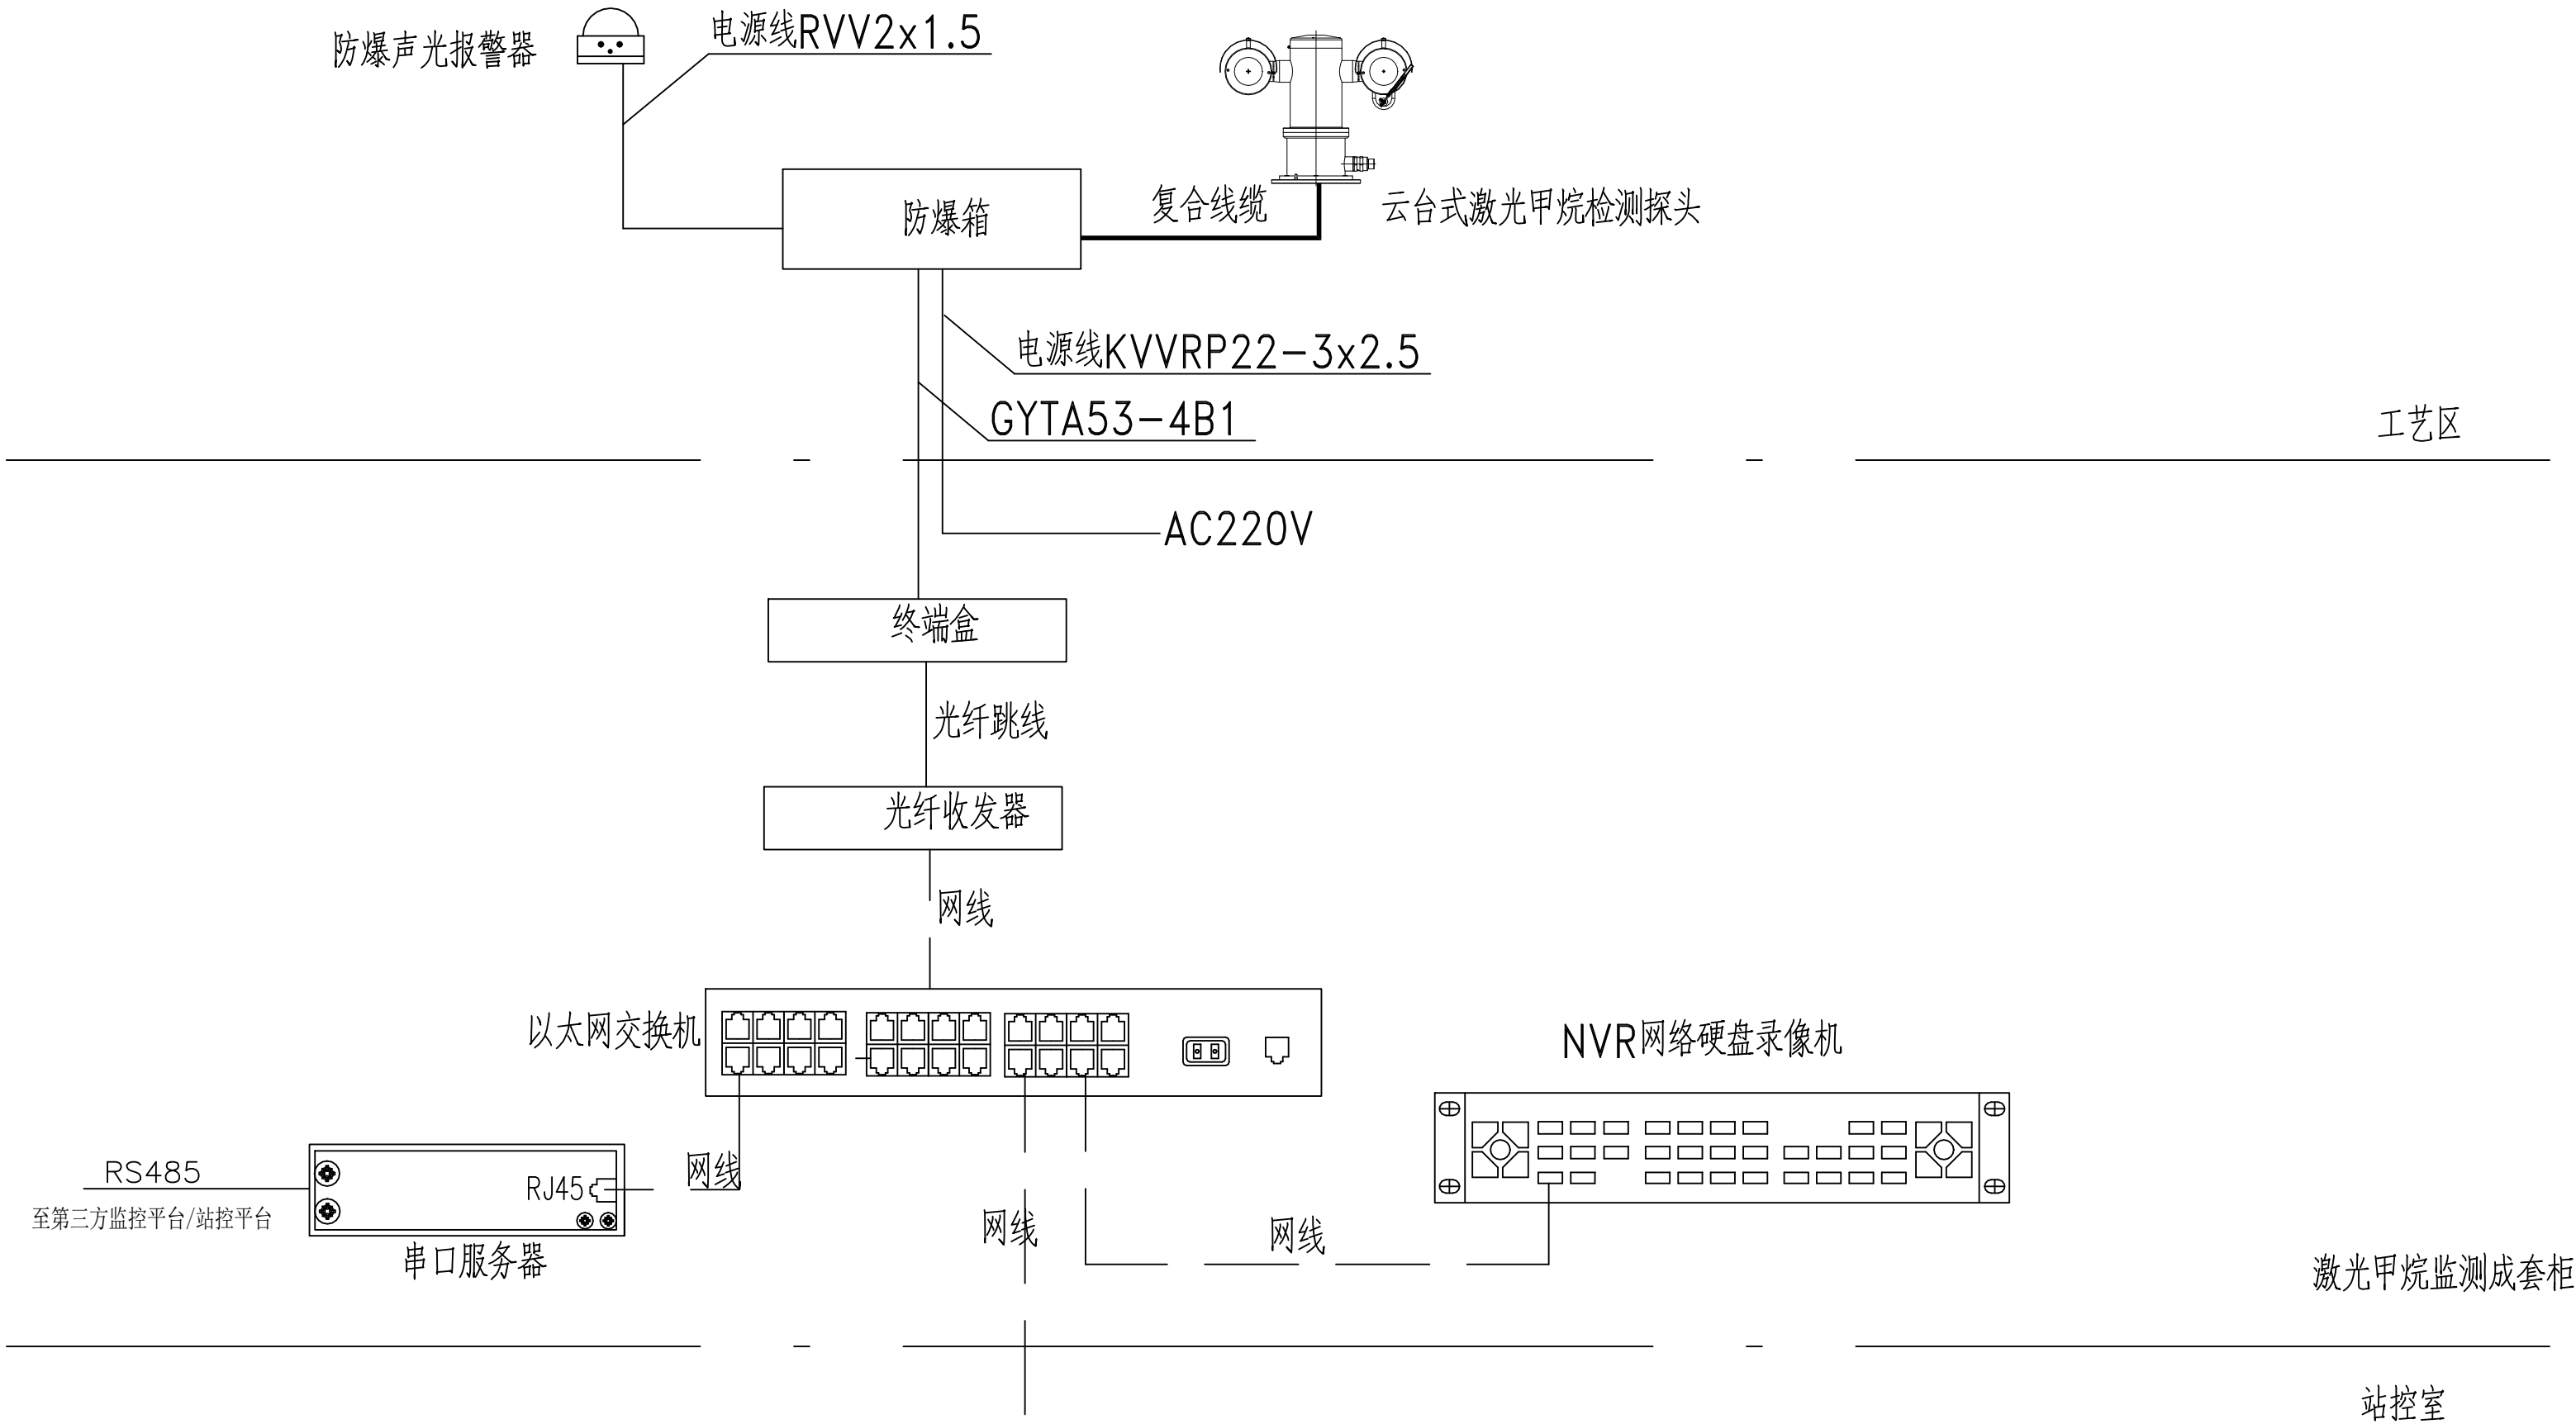 防爆声光报警器
电源线RVV2x1.5
防爆箱
复合线缆
云台式激光甲烷检测探头
电源线KVVRP22-3x2.5
GYTA53-4B1
工艺区
AC220V
终端盒
光纤跳线
光纤收发器
网线
以太网交换机
NVR网络硬盘录像机
RS485
RJ45
网线
至第三方监控平台/站控平台
网线
网线
串口服务器
激光甲烷监测成套柜
站控室